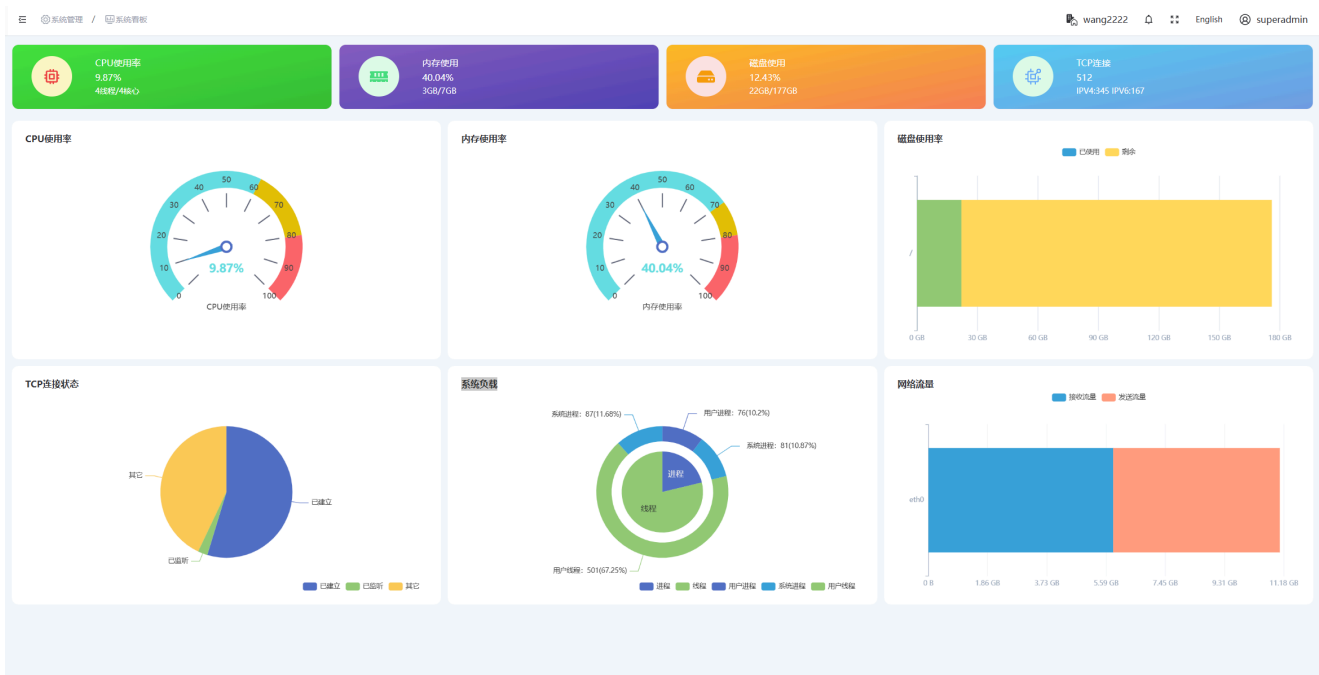 系统管理 / 系统看板
wang2222 English superadmin
CPU使用率
9.87%
4线程/4核心
内存使用
40.04%
3GB/7GB
磁盘使用
12.43%
22GB/177GB
TCP连接
512
IPV4:345 IPV6:167
CPU使用率
0 10 20 30 40 50 60 70 80 90 100
9.87%
CPU使用率
内存使用率
0 10 20 30 40 50 60 70 80 90 100
40.04%
内存使用率
磁盘使用率
已使用 剩余
/
0 GB 30 GB 60 GB 90 GB 120 GB 150 GB 180 GB
TCP连接状态
其它
已建立
已监听
已建立 已监听 其它
系统负载
系统进程: 87(11.68%)
用户进程: 76(10.2%)
系统进程: 81(10.87%)
进程
线程
用户线程: 501(67.25%)
进程 线程 用户进程 系统进程 用户线程
网络流量
接收流量 发送流量
eth0
0 B 1.86 GB 3.73 GB 5.59 GB 7.45 GB 9.31 GB 11.18 GB